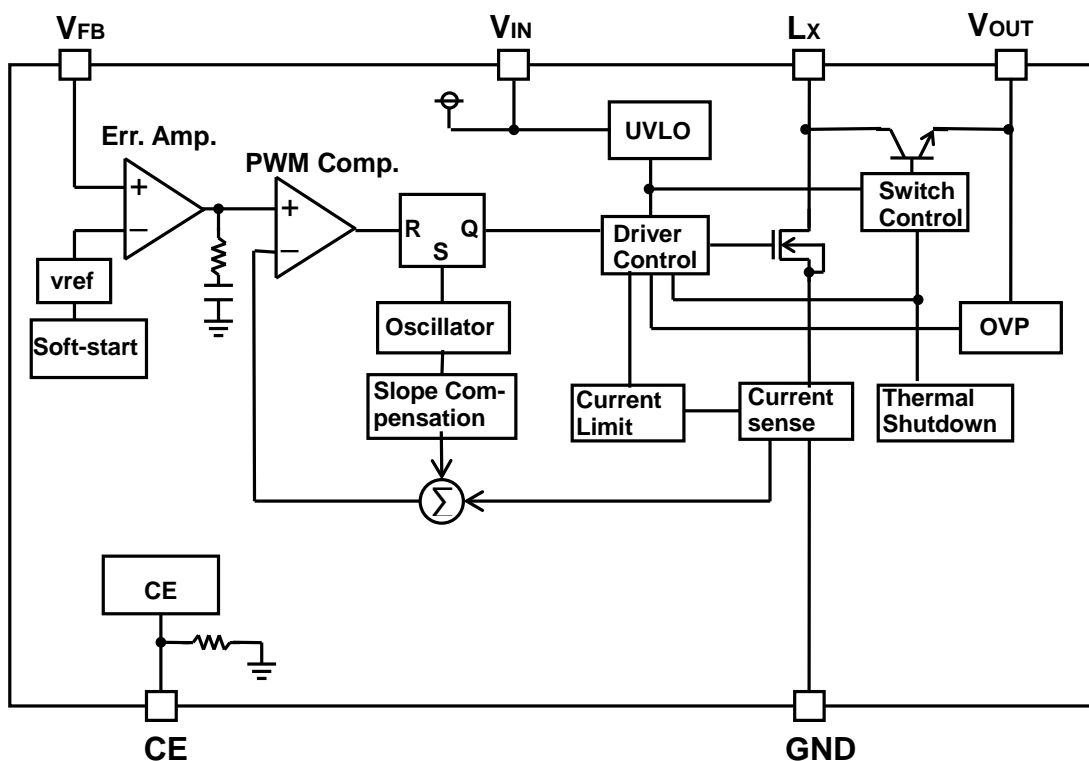 VFB
VIN
LX
VOUT
UVLO
Err. Amp.
PWM Comp.
Switch
Control
+
−
+
−
R
Q
S
Driver
Control
vref
Soft-start
Oscillator
OVP
Slope Com-
pensation
Current
Limit
Current
sense
Thermal
Shutdown
Σ
CE
CE
GND